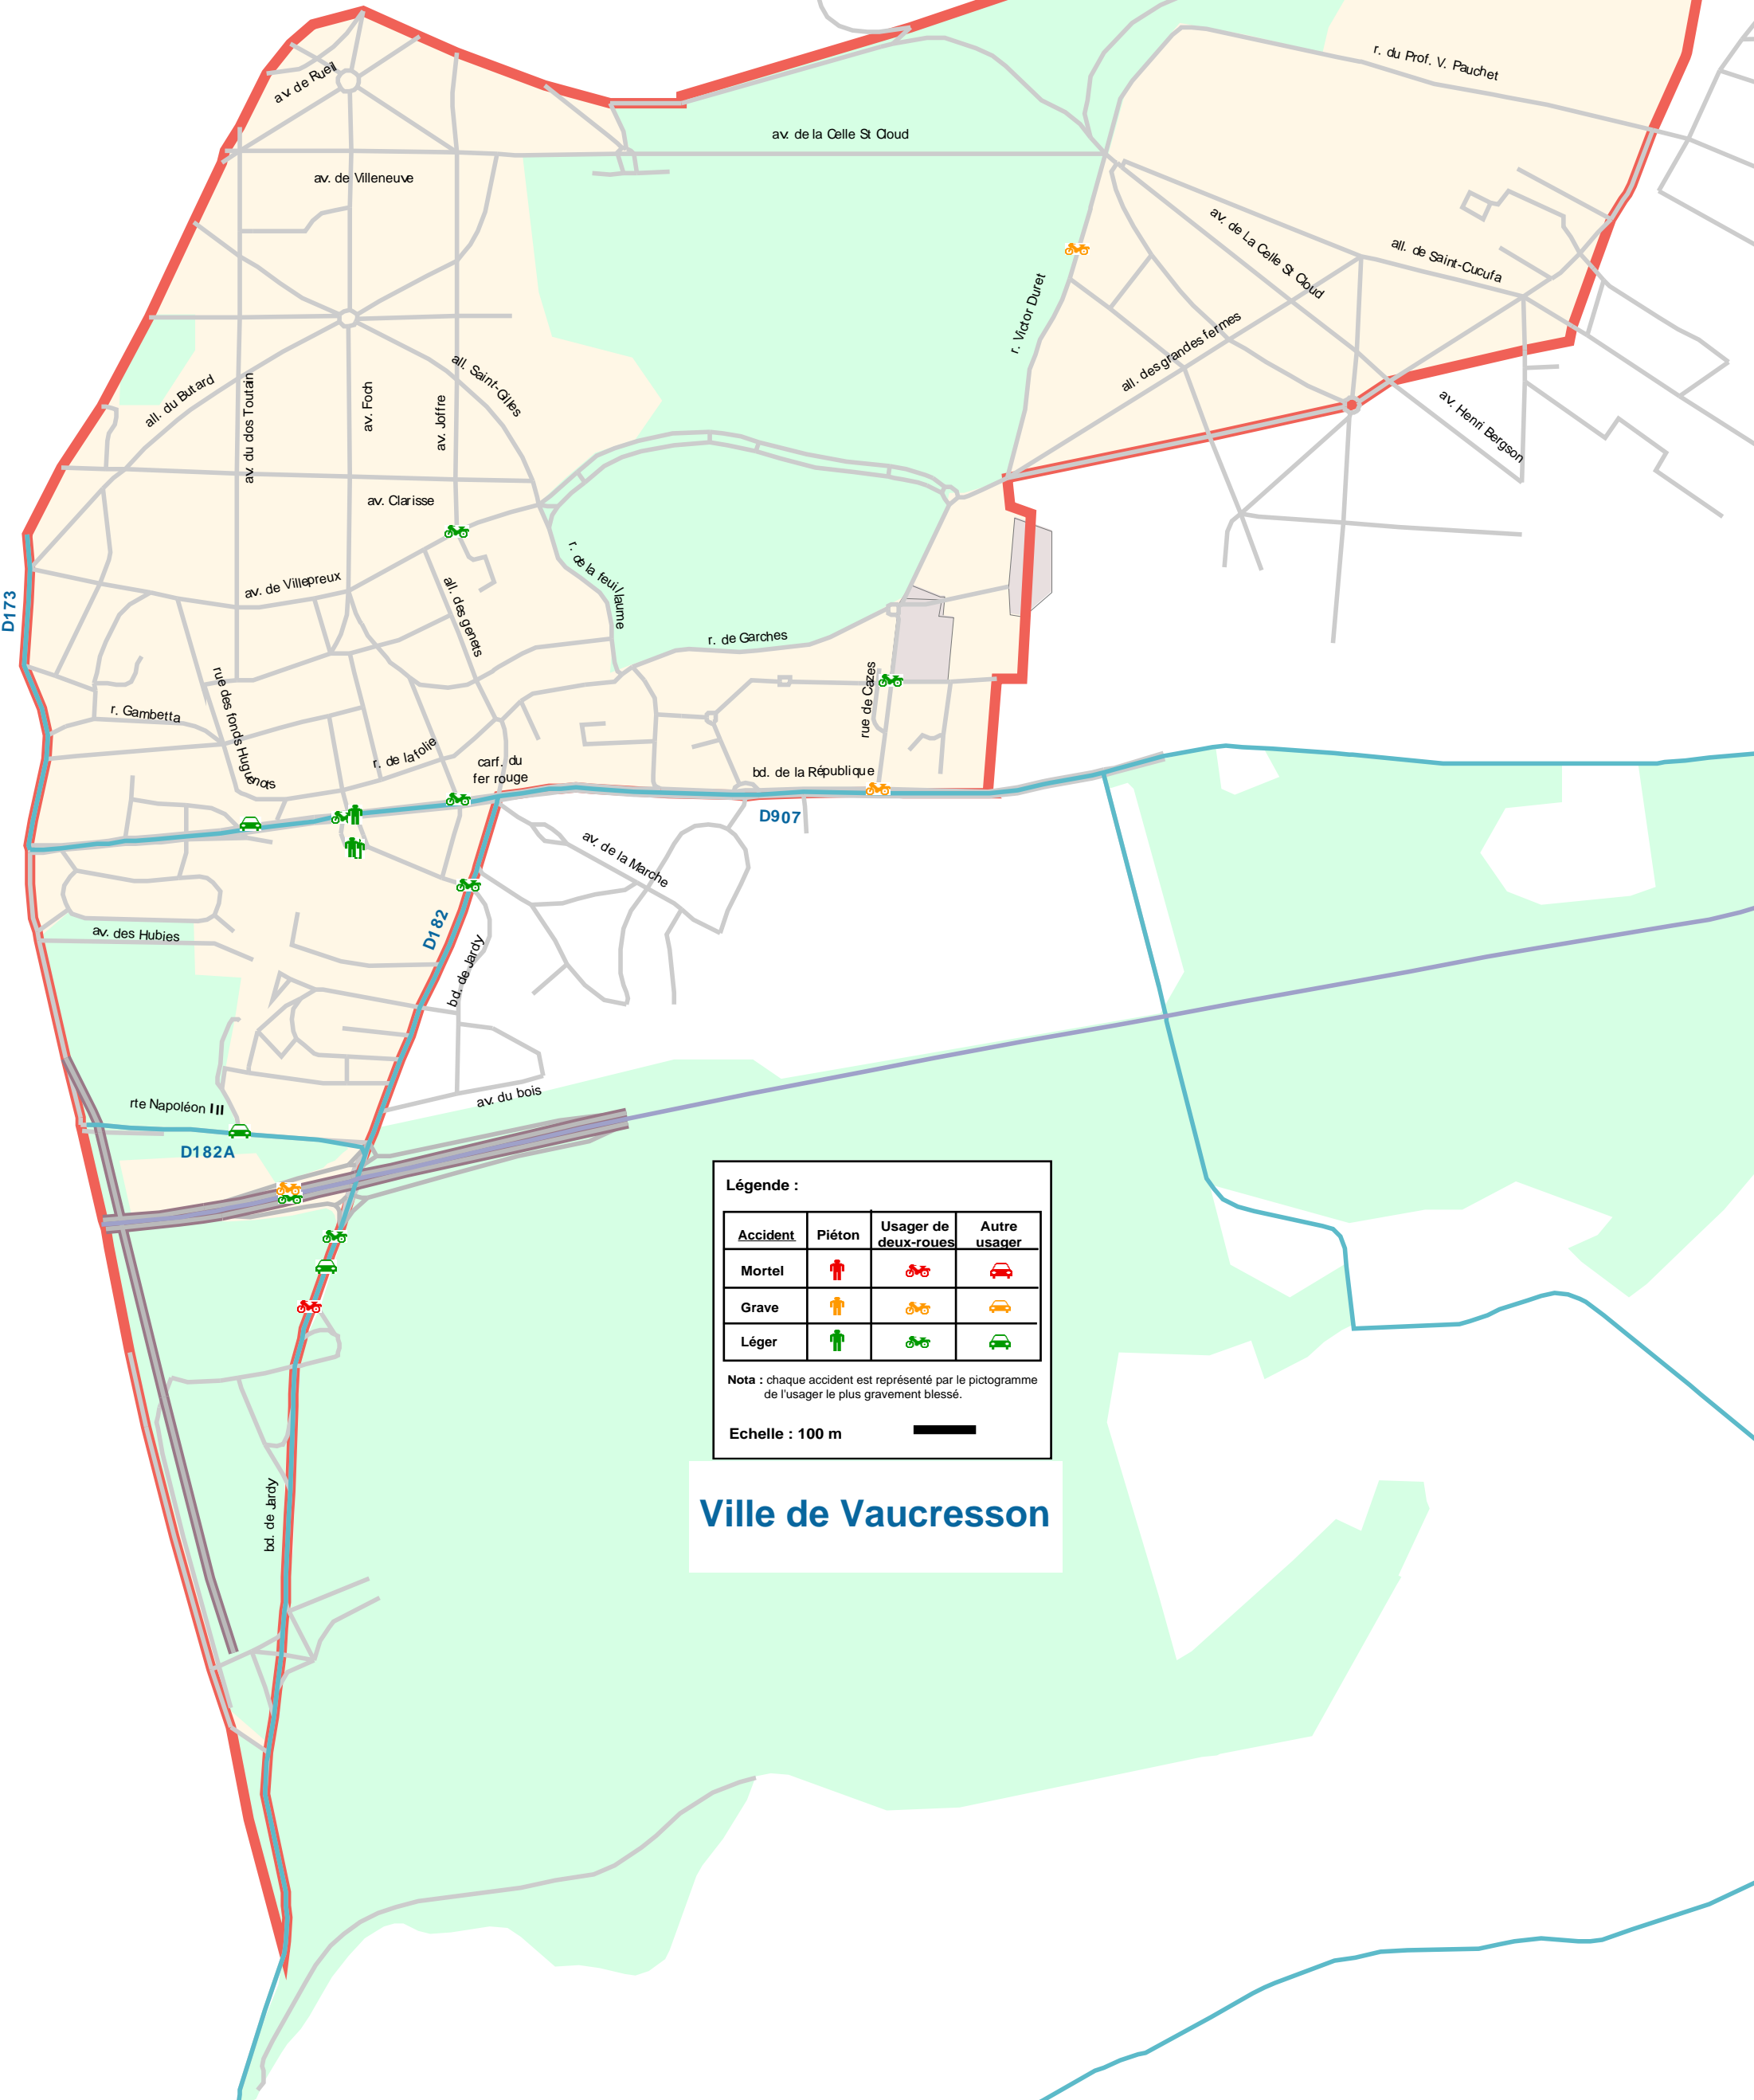 r. du Prof. V. Pauchet
av. de Rueil
av. de la Celle St Cloud
av. de Villeneuve
av. de La Celle St Cloud
all. de Saint-Cucufa
r. Victor Duret
all. des grandes fermes
all. du Butard
av. du dos Toutain
av. Foch
av. Joffre
all. Saint-Gilles
av. Henri Bergson
av. Clarisse
av. de Villepreux
all. des genets
r. de la feuillaume
D173
r. de Garches
rue de Cazes
r. Gambetta
rue des fonds Huguenots
r. de la folie
carf. du
fer rouge
bd. de la République
D907
av. de la Marche
D182
bd. de Jardy
av. des Hubies
av. du bois
rte Napoléon III
D182A
Légende :
Accident
Piéton
Usager de
deux-roues
Autre
usager
Mortel
Grave
Léger
Nota : chaque accident est représenté par le pictogramme
de l'usager le plus gravement blessé.
Echelle : 100 m
bd. de Jardy
Ville de Vaucresson